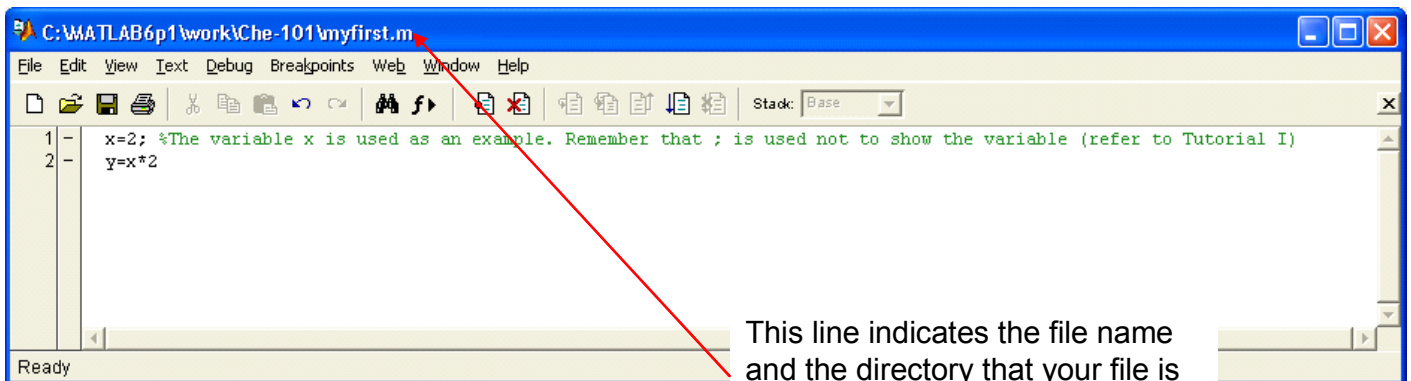 C:\MATLAB6p1\work\Che-101\myfirst.m
File Edit View Text Debug Breakpoints Web Window Help
Stack: Base
1 - x=2; %The variable x is used as an example. Remember that ; is used not to show the variable (refer to Tutorial I)
2 - y=x*2
This line indicates the file name
and the directory that your file is
Ready